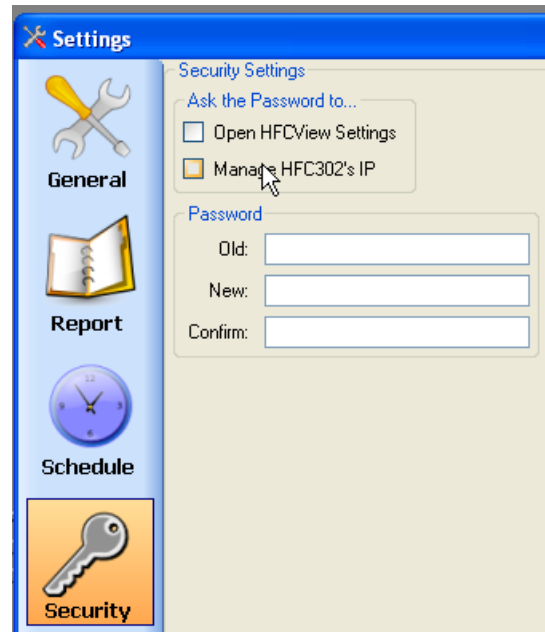 Settings
General
Report
Schedule
Security
Security Settings
Ask the Password to...
Open HFCView Settings
Manage HFC302's IP
Password
Old:
New:
Confirm: